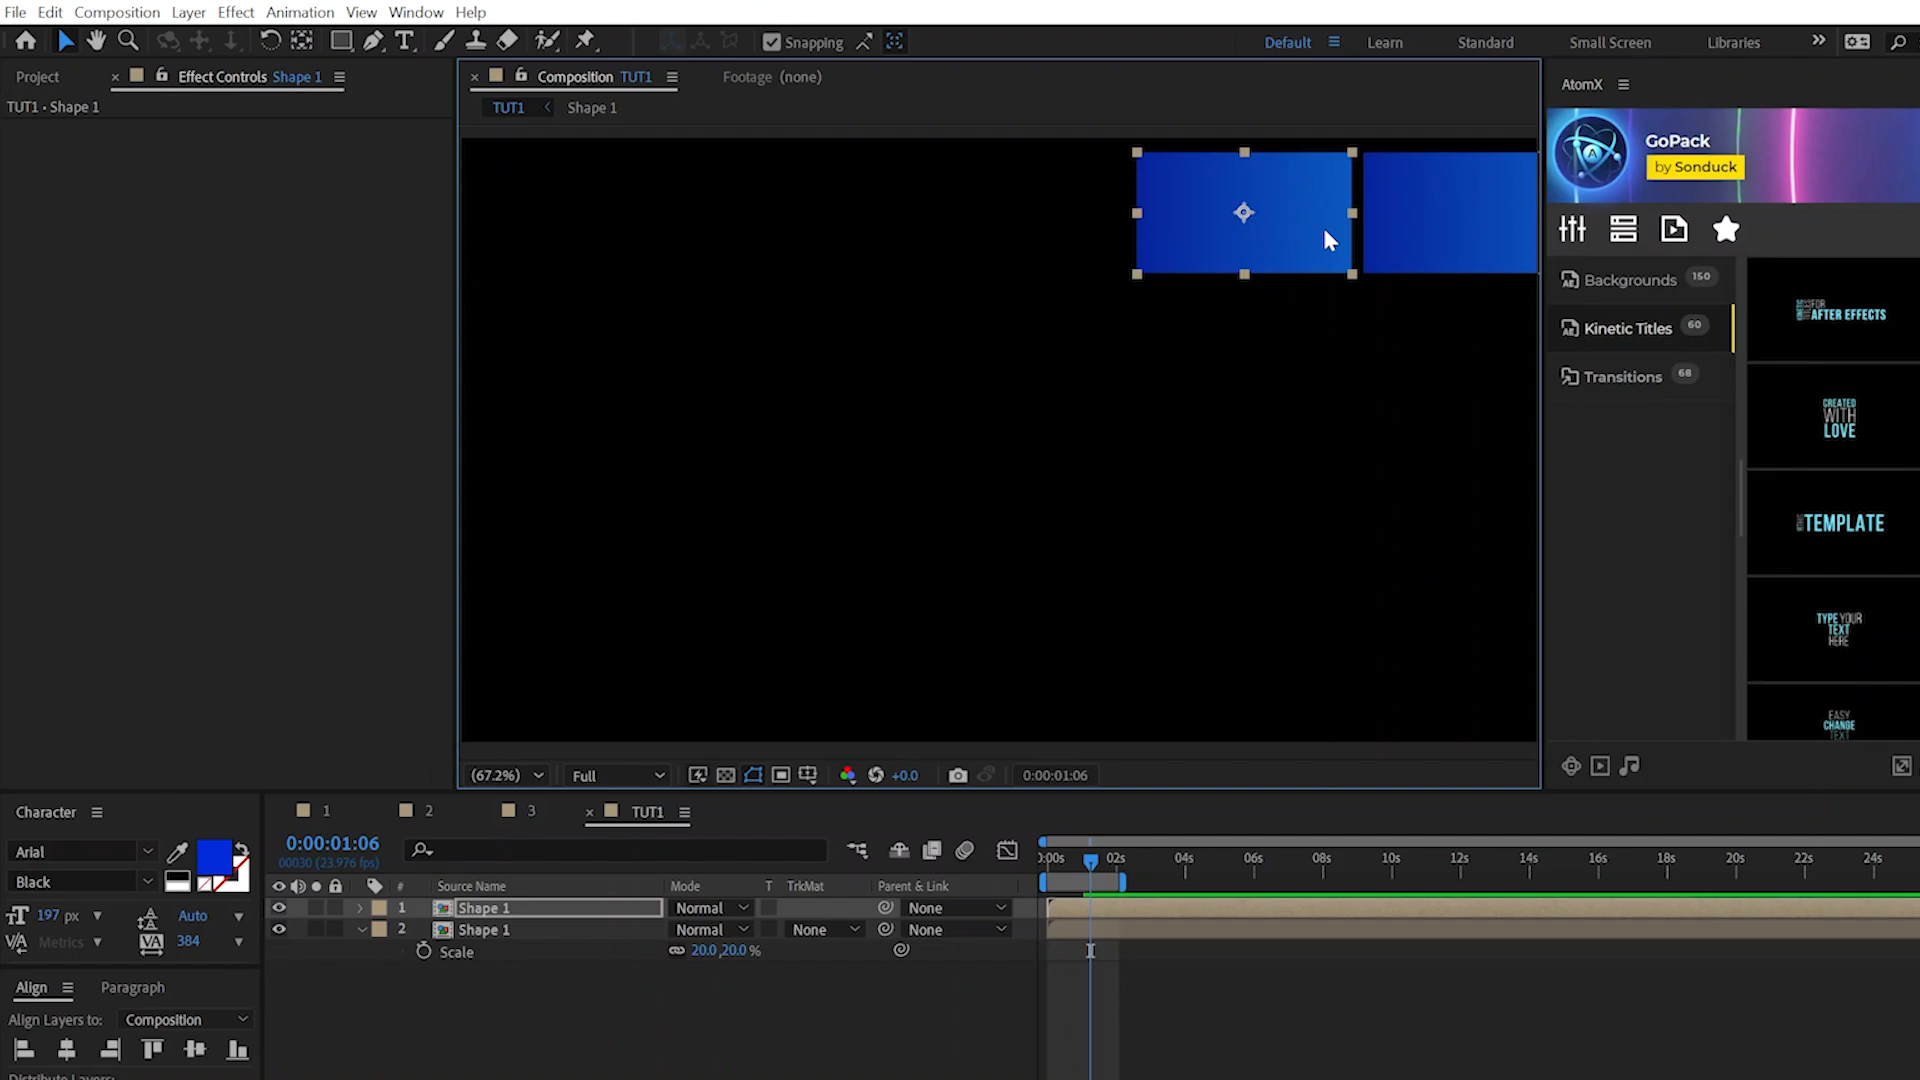 File Edit Composition Layer Effect Animation View Window Help
Snapping
Default Learn Standard Small Screen Libraries
Project Effect Controls Shape 1
TUT1 • Shape 1
Composition TUT1 Footage (none)
TUT1 Shape 1
AtomX
GoPack
by Sonduck
Backgrounds 150
Kinetic Titles 60
Transitions 68
FOR
AFTER EFFECTS
CREATED
WITH
LOVE
TEMPLATE
TYPE YOUR
TEXT
HERE
EASY
CHANGE
TEXT
(67.2%) Full +0.0 0:00:01:06
Character
Arial
Black
197 px Auto
Metrics 384
Align Paragraph
Align Layers to: Composition
Distribute Layers:
1 2 3 TUT1
0:00:01:06
00030 (23.976 fps)
# Source Name Mode T TrkMat Parent & Link
1 Shape 1 Normal None
2 Shape 1 Normal None None
Scale 20.0,20.0 %
0:00s 02s 04s 06s 08s 10s 12s 14s 16s 18s 20s 22s 24s